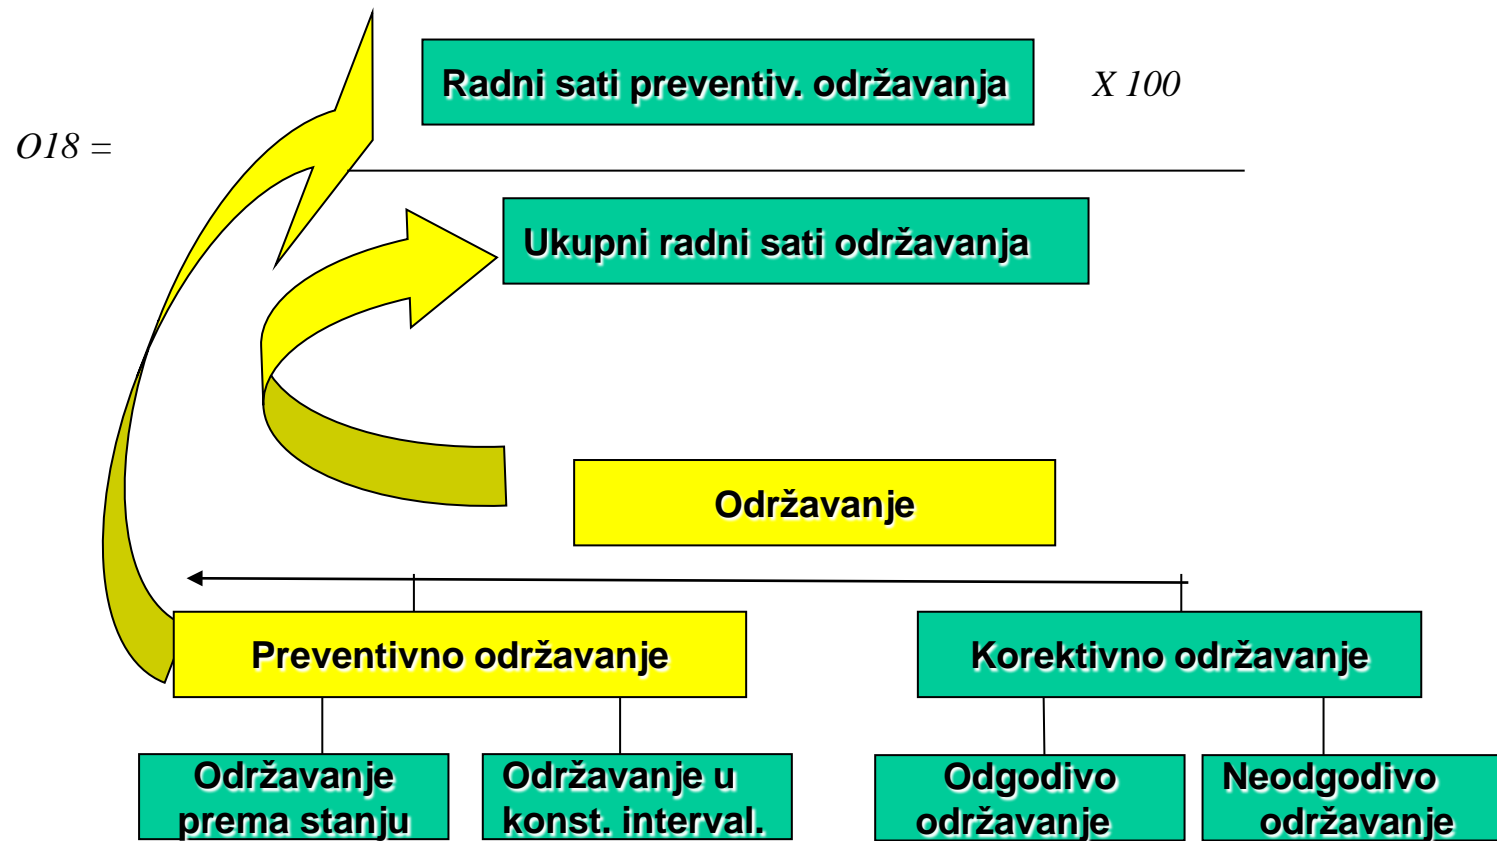 Radni sati preventiv. održavanja
X 100
O18 =
Ukupni radni sati održavanja
Održavanje
Preventivno održavanje
Korektivno održavanje
Održavanje
prema stanju
Održavanje u
konst. interval.
Odgodivo
održavanje
Neodgodivo
održavanje